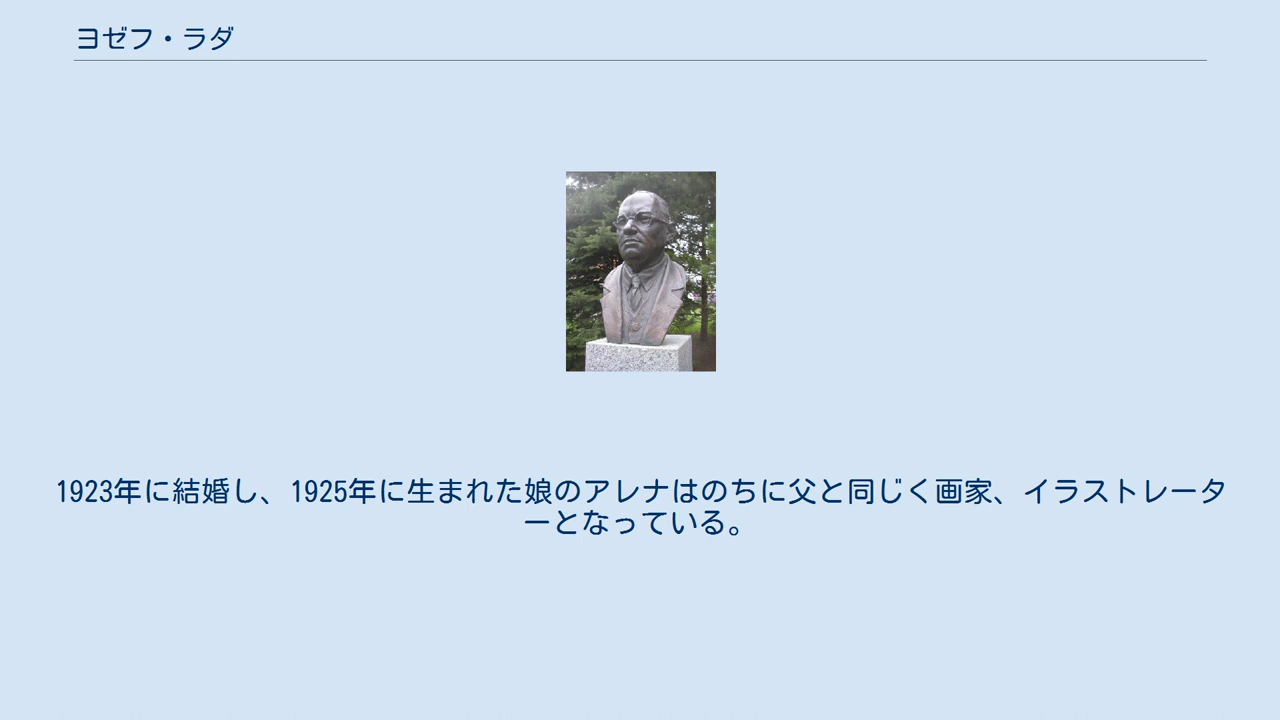 ヨゼフ・ラダ
1923年に結婚し、1925年に生まれた娘のアレナはのちに父と同じく画家、イラストレータ
ーとなっている。